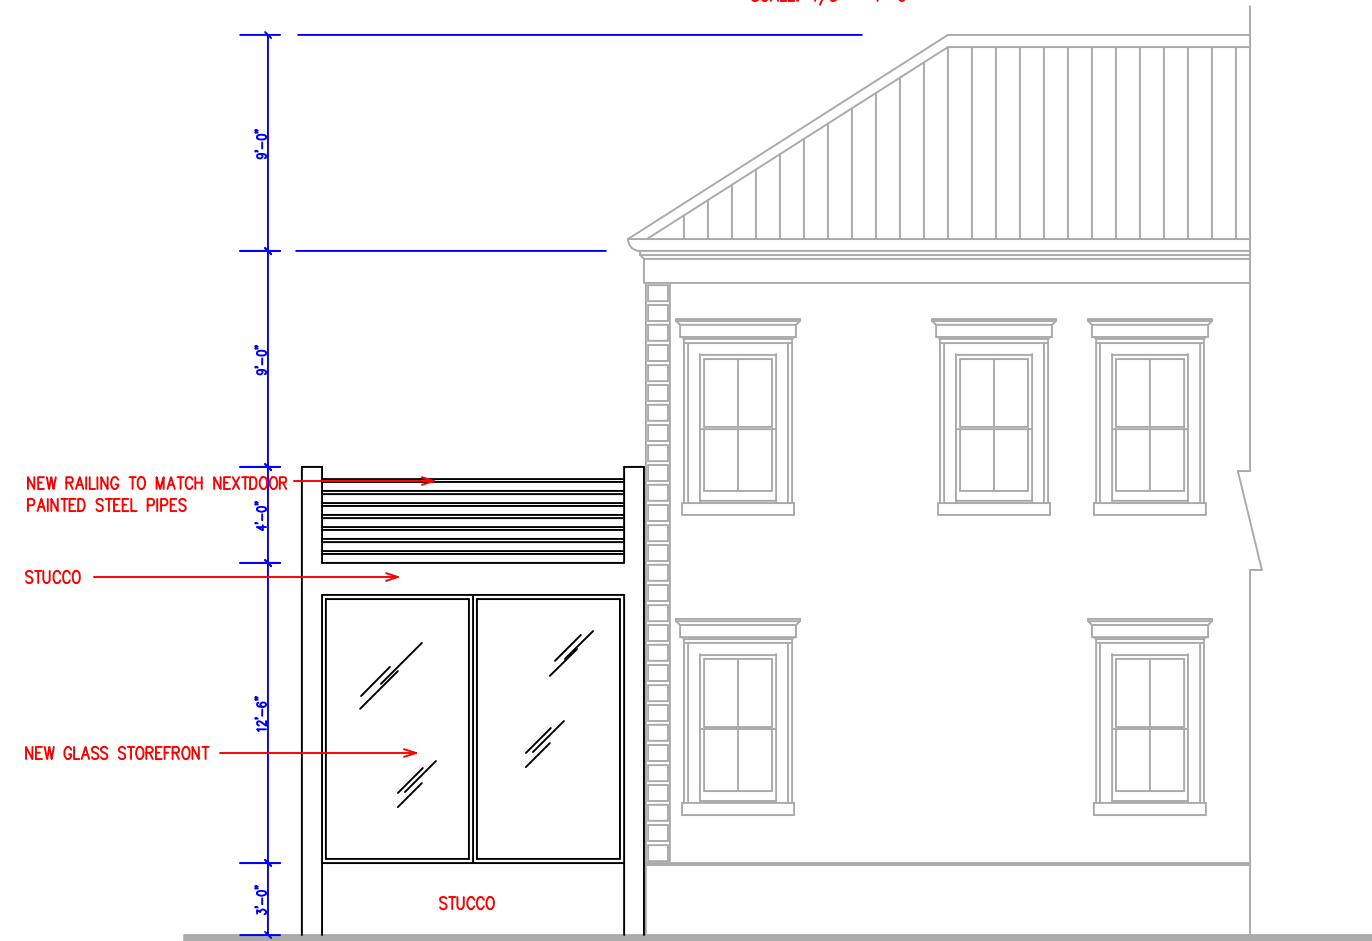 9'-0"
9'-0"
NEW RAILING TO MATCH NEXTDOOR
PAINTED STEEL PIPES
4'-0"
STUCCO
12'-6"
NEW GLASS STOREFRONT
3'-0"
STUCCO